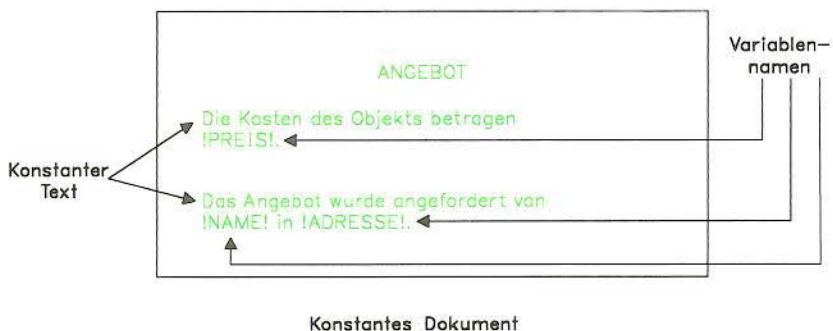 Variablen-
namen
ANGEBOT
Die Kosten des Objekts betragen
!PREIS!.
Konstanter
Text
Das Angebot wurde angefordert von
!NAME! in !ADRESSE!.
Konstantes Dokument